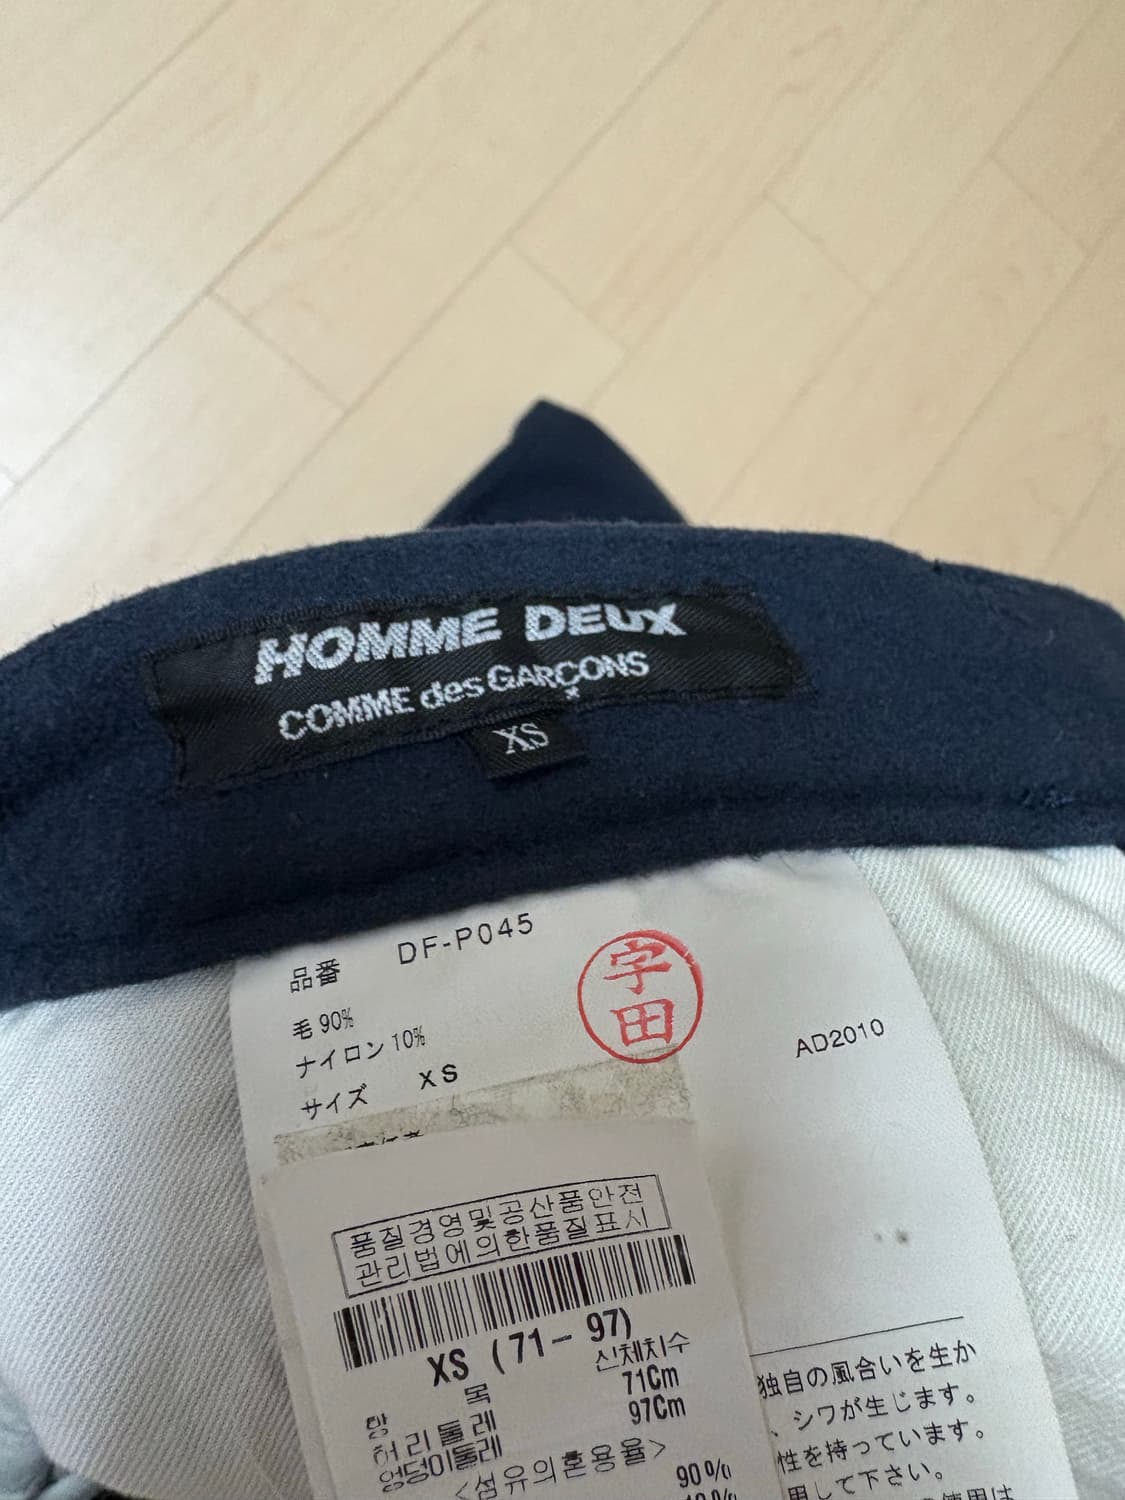 HOMME DEUX
COMME des GARÇONS
XS
品番 DF-P045
字田
毛 90%
ナイロン 10%
サイズ XS
AD2010
품질경영및공산품안전
관리법에의한품질표시
XS (71-97)
항 목 신체치수
허리둘레 71Cm
엉덩이둘레 97Cm
<섬유의혼용율>
90%
10%
独自の風合いを生か
、シワが生じます。
性を持っています。
用して下さい。